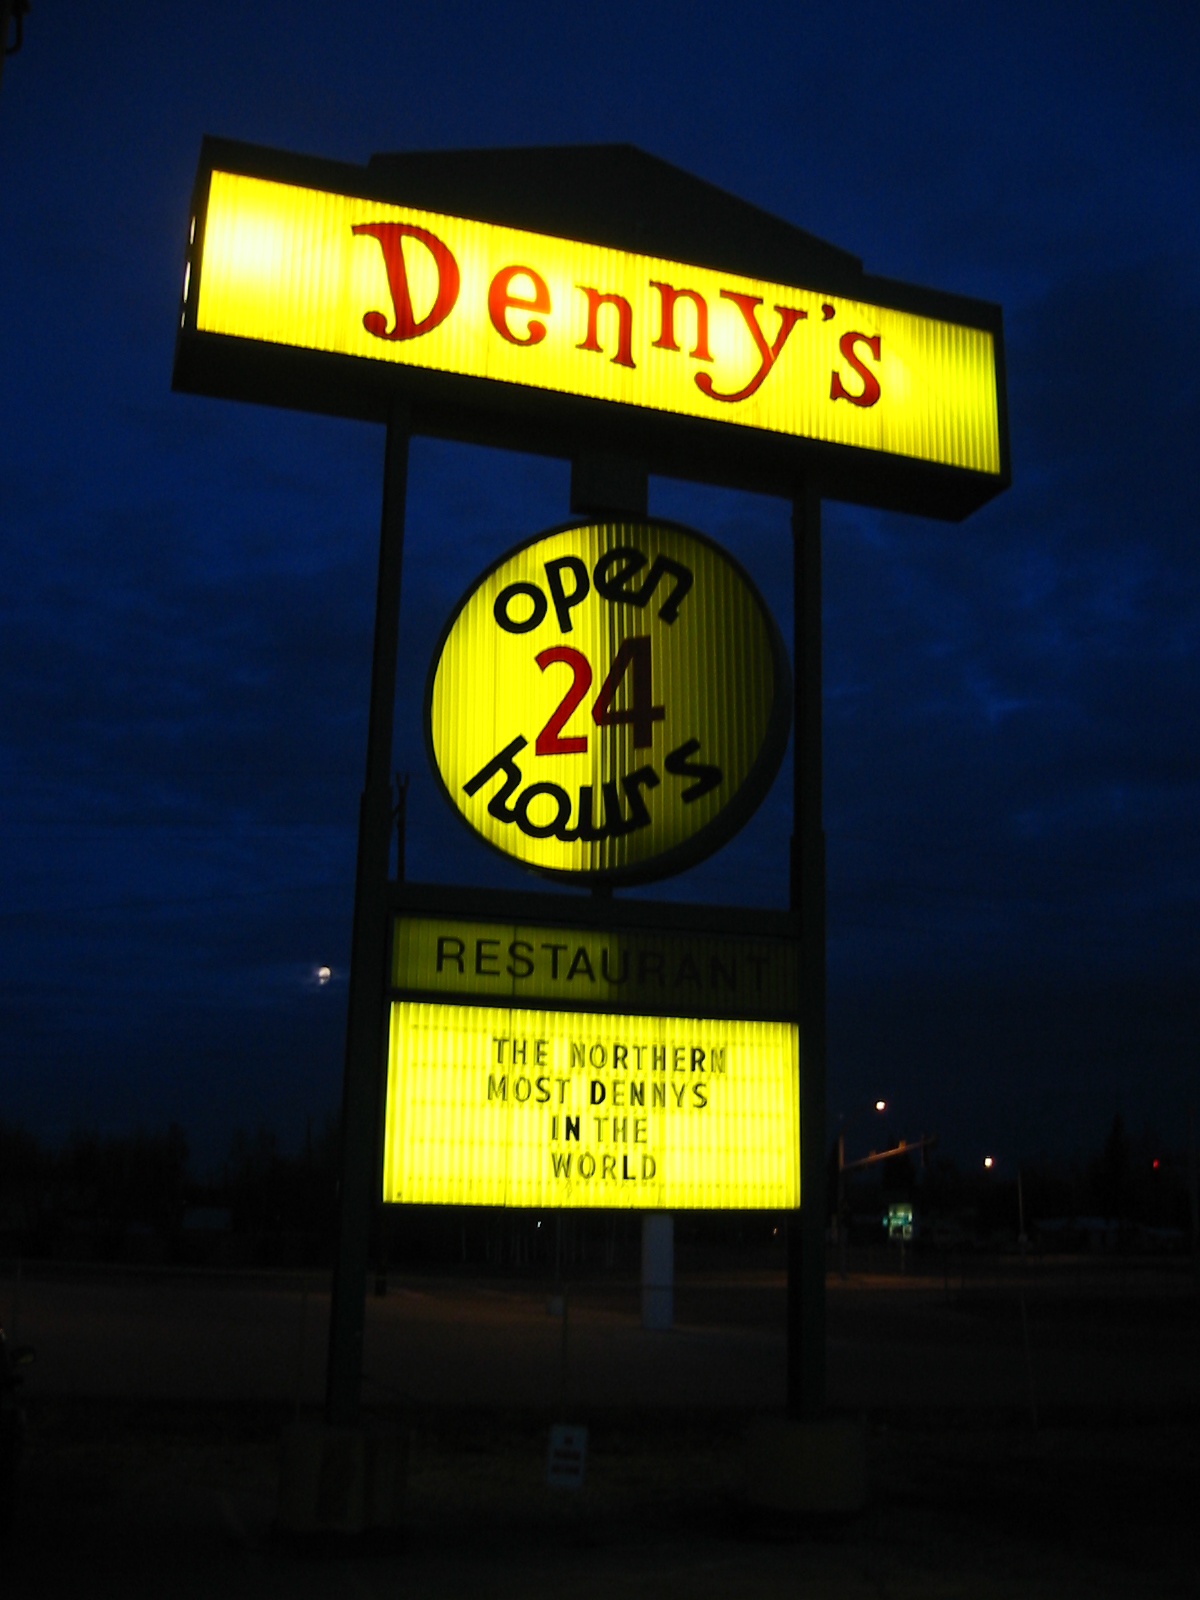 Denny's
open
24
hours
RESTAURANT
THE NORTHERN
MOST DENNYS
IN THE
WORLD